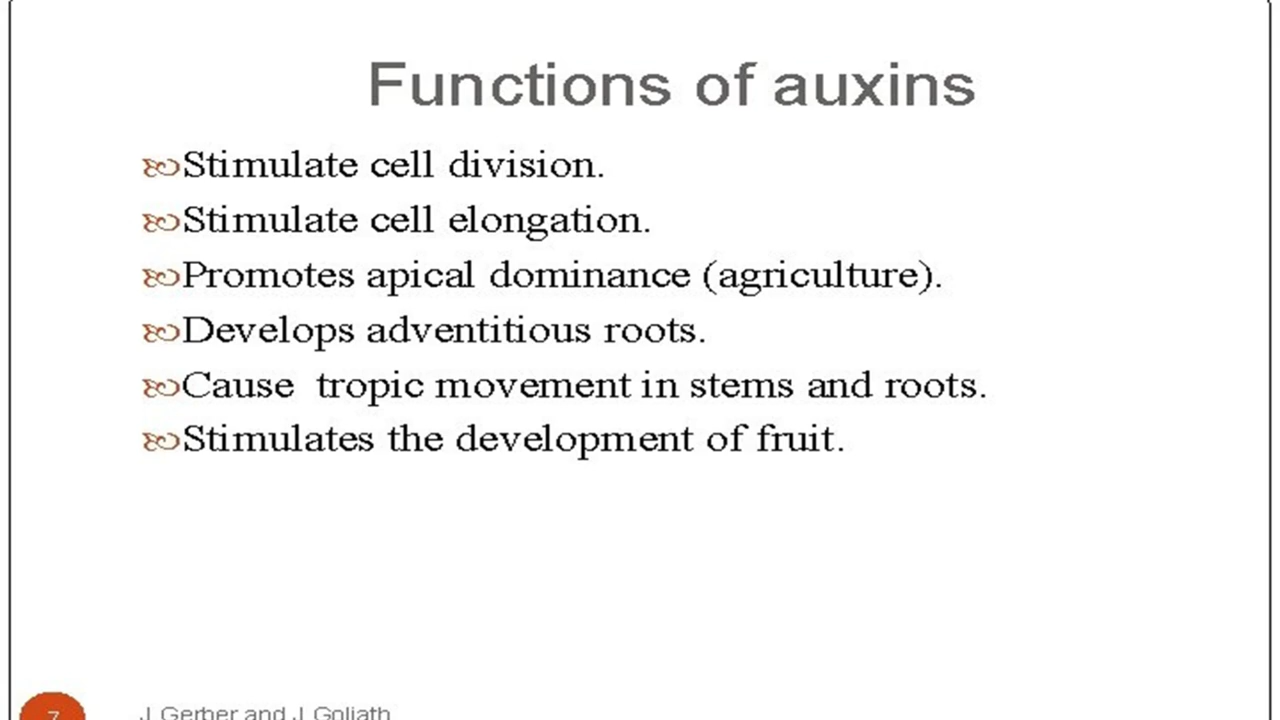 Functions of auxins
Stimulate cell division.
Stimulate cell elongation.
Promotes apical dominance (agriculture).
Develops adventitious roots.
Cause tropic movement in stems and roots.
Stimulates the development of fruit.
7 J Gerber and J Goliath